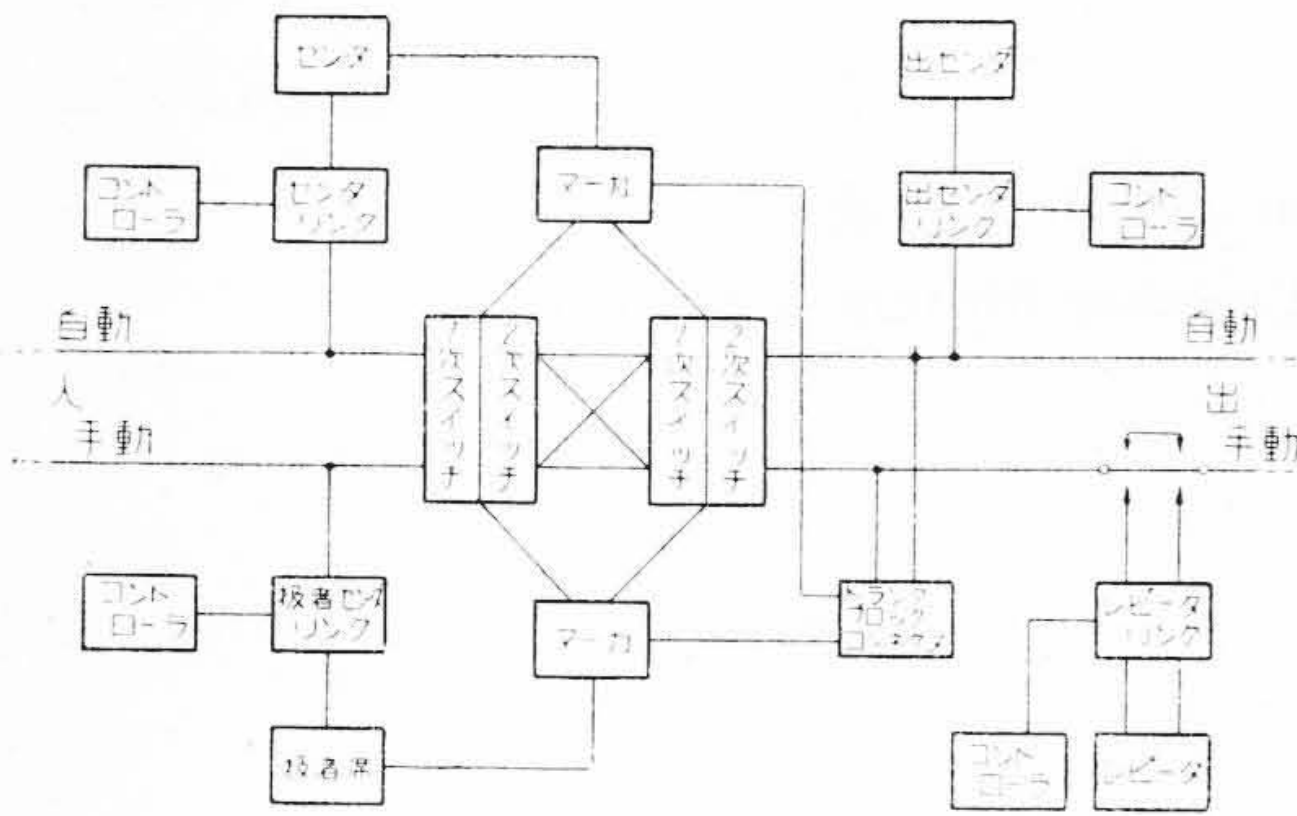 センダ
出センダ
マーカ
コント
ローラ
センダ
リンク
出センダ
リンク
コント
ローラ
自動
入
手動
1次スイッチ
2次スイッチ
1次スイッチ
2次スイッチ
自動
出
手動
コント
ローラ
扱者センダ
リンク
マーカ
トランク
ブロック
コネクタ
レピータ
リンク
扱者席
コント
ローラ
レピータ